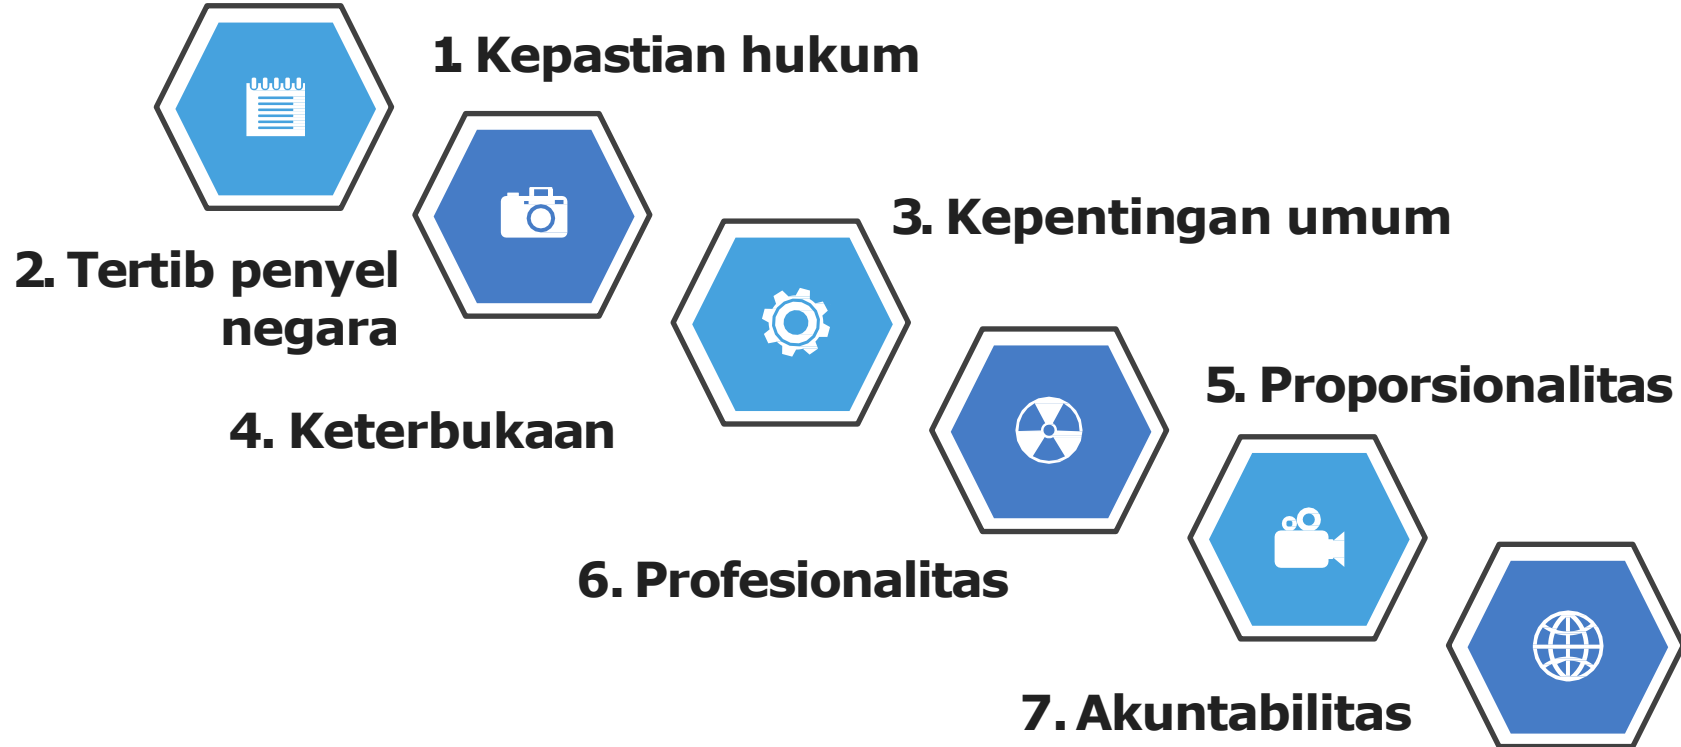 1. Kepastian hukum
2. Tertib penyel
negara
3. Kepentingan umum
4. Keterbukaan
5. Proporsionalitas
6. Profesionalitas
7. Akuntabilitas